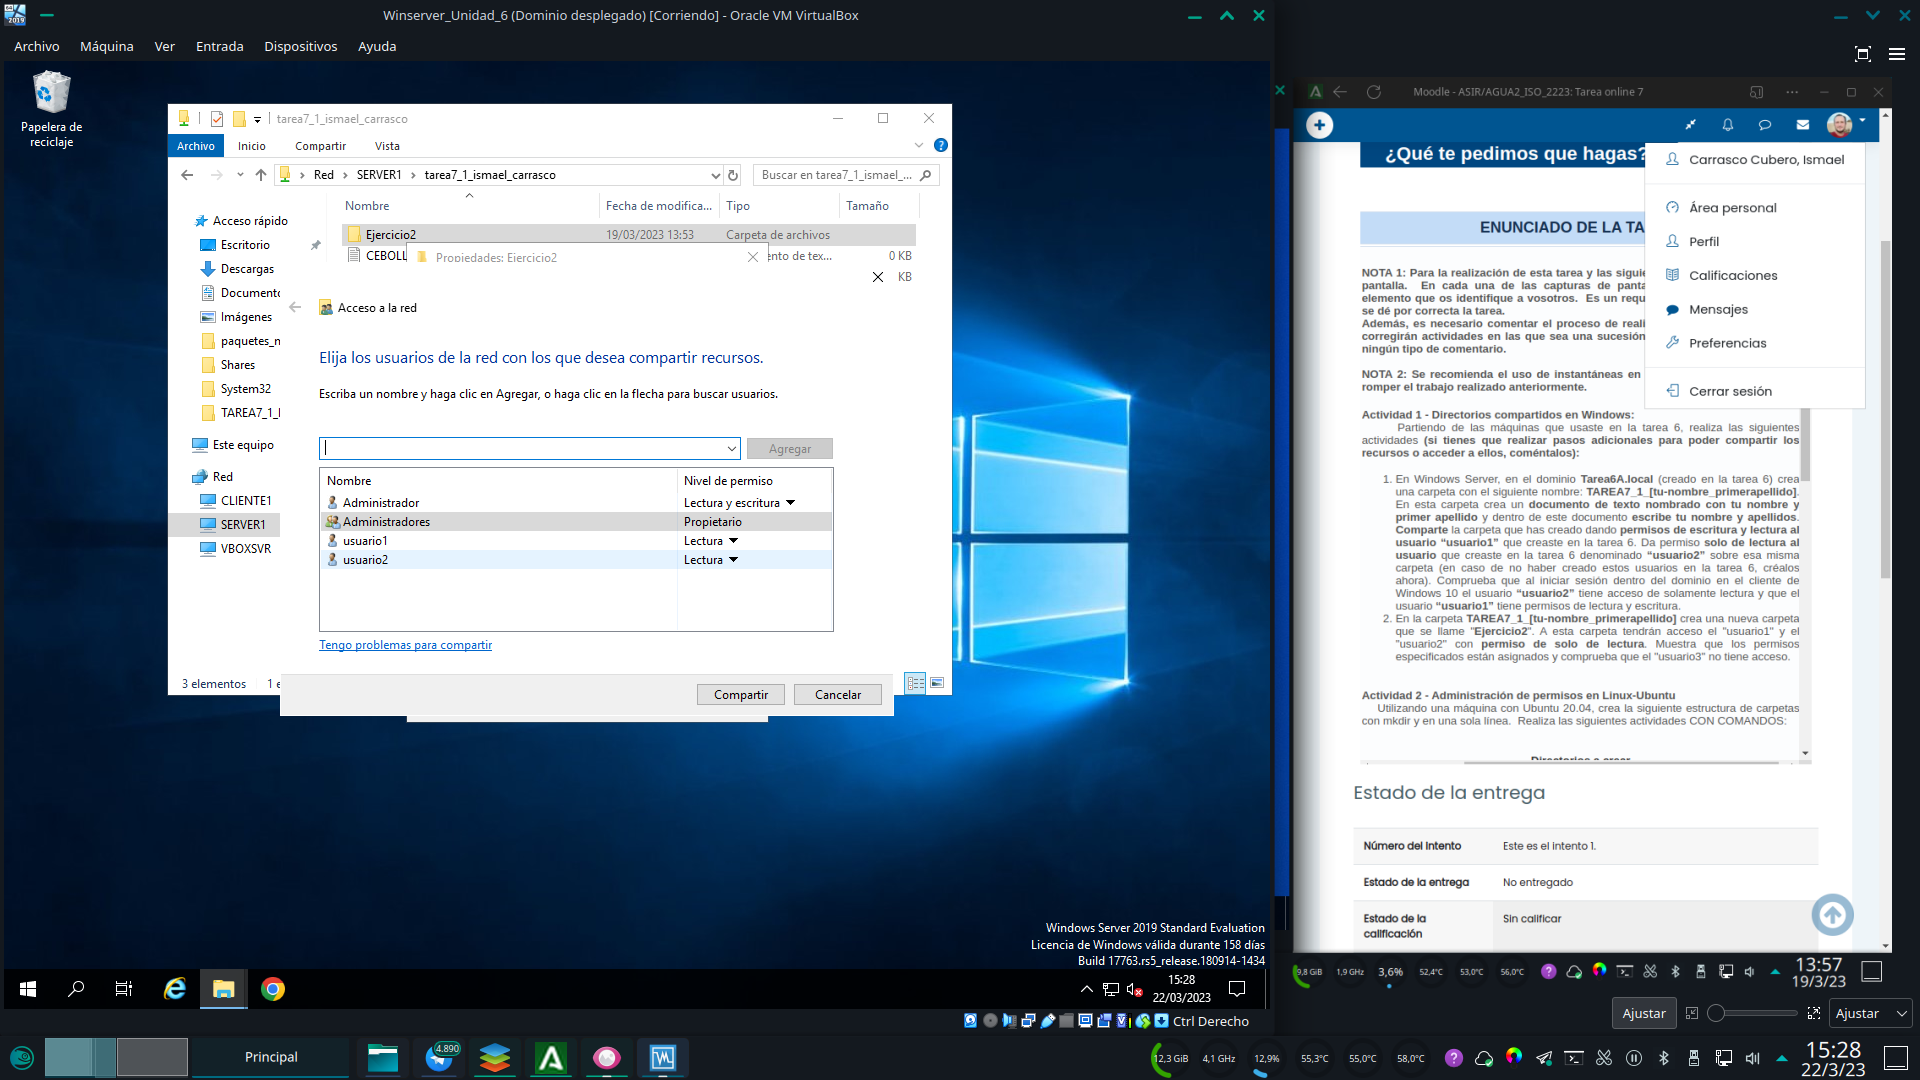 Winserver_Unidad_6 (Dominio desplegado) [Corriendo] - Oracle VM VirtualBox
Archivo Máquina Ver Entrada Dispositivos Ayuda
Papelera de
reciclaje
tarea7_1_ismael_carrasco
Archivo Inicio Compartir Vista
Red SERVER1 tarea7_1_ismael_carrasco
Buscar en tarea7_1_ismael_...
Nombre Fecha de modifica... Tipo Tamaño
Ejercicio2 19/03/2023 13:53 Carpeta de archivos
CEBOLL ento de tex... 0 KB
KB
Acceso rápido
Escritorio
Descargas
Documento
Imágenes
paquetes_n
Shares
System32
TAREA7_1_I
Este equipo
Red
CLIENTE1
SERVER1
VBOXSVR
3 elementos 1 e
Propiedades: Ejercicio2
Acceso a la red
Elija los usuarios de la red con los que desea compartir recursos.
Escriba un nombre y haga clic en Agregar, o haga clic en la flecha para buscar usuarios.
Agregar
Nombre Nivel de permiso
Administrador Lectura y escritura
Administradores Propietario
usuario1 Lectura
usuario2 Lectura
Tengo problemas para compartir
Compartir Cancelar
Windows Server 2019 Standard Evaluation
Licencia de Windows válida durante 158 días
Build 17763.rs5_release.180914-1434
15:28
22/03/2023
Ctrl Derecho
Moodle - ASIR/AGUA2_ISO_2223: Tarea online 7
¿Qué te pedimos que hagas?
Carrasco Cubero, Ismael
Área personal
Perfil
Calificaciones
Mensajes
Preferencias
Cerrar sesión
ENUNCIADO DE LA TA
NOTA 1: Para la realización de esta tarea y las siguie
pantalla. En cada una de las capturas de panta
elemento que os identifique a vosotros. Es un requ
se dé por correcta la tarea.
Además, es necesario comentar el proceso de reali
corregirán actividades en las que sea una sucesión
ningún tipo de comentario.
NOTA 2: Se recomienda el uso de instantáneas en
romper el trabajo realizado anteriormente.
Actividad 1 - Directorios compartidos en Windows:
Partiendo de las máquinas que usaste en la tarea 6, realiza las siguientes
actividades (si tienes que realizar pasos adicionales para poder compartir los
recursos o acceder a ellos, coméntalos):
1. En Windows Server, en el dominio Tarea6A.local (creado en la tarea 6) crea
una carpeta con el siguiente nombre: TAREA7_1_[tu-nombre_primerapellido].
En esta carpeta crea un documento de texto nombrado con tu nombre y
primer apellido y dentro de este documento escribe tu nombre y apellidos.
Comparte la carpeta que has creado dando permisos de escritura y lectura al
usuario “usuario1” que creaste en la tarea 6. Da permiso solo de lectura al
usuario que creaste en la tarea 6 denominado “usuario2” sobre esa misma
carpeta (en caso de no haber creado estos usuarios en la tarea 6, créalos
ahora). Comprueba que al iniciar sesión dentro del dominio en el cliente de
Windows 10 el usuario “usuario2” tiene acceso de solamente lectura y que el
usuario “usuario1” tiene permisos de lectura y escritura.
2. En la carpeta TAREA7_1_[tu-nombre_primerapellido] crea una nueva carpeta
que se llame "Ejercicio2". A esta carpeta tendrán acceso el "usuario1" y el
"usuario2" con permiso de solo de lectura. Muestra que los permisos
especificados están asignados y comprueba que el "usuario3" no tiene acceso.
Actividad 2 - Administración de permisos en Linux-Ubuntu
Utilizando una máquina con Ubuntu 20.04, crea la siguiente estructura de carpetas
con mkdir y en una sola línea. Realiza las siguientes actividades CON COMANDOS:
Directorios a crear
Estado de la entrega
Número del intento Este es el intento 1.
Estado de la entrega No entregado
Estado de la
calificación
Sin calificar
9,8 GiB 1,9 GHz 3,6% 52,4°C 53,0°C 56,0°C
13:57
19/3/23
Ajustar Ajustar
Principal
4.890
12,3 GiB 4,1 GHz 12,9% 55,3°C 55,0°C 58,0°C
15:28
22/3/23